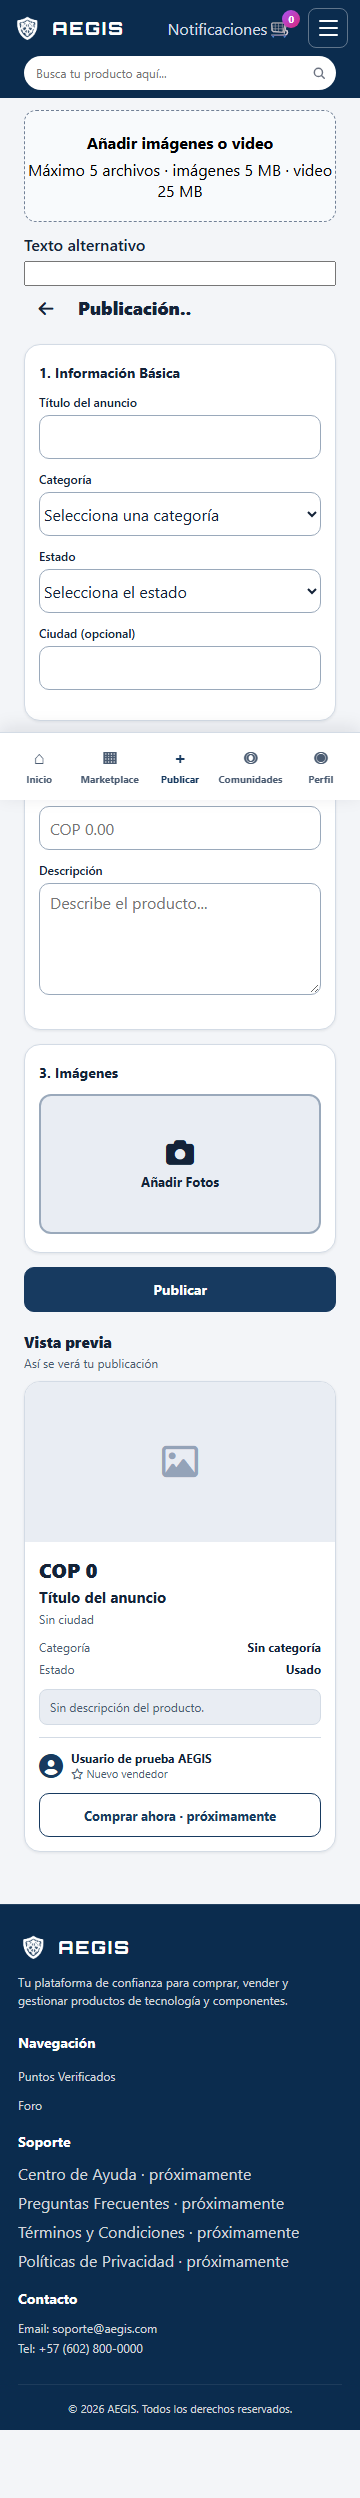 AEGIS
Notificaciones
0
Busca tu producto aquí...
Añadir imágenes o video
Máximo 5 archivos · imágenes 5 MB · video
25 MB
Texto alternativo
Publicación..
1. Información Básica
Título del anuncio
Categoría
Selecciona una categoría
Estado
Selecciona el estado
Ciudad (opcional)
Inicio
Marketplace
Publicar
Comunidades
Perfil
COP 0.00
Descripción
Describe el producto...
3. Imágenes
Añadir Fotos
Publicar
Vista previa
Así se verá tu publicación
COP 0
Título del anuncio
Sin ciudad
Categoría Sin categoría
Estado Usado
Sin descripción del producto.
Usuario de prueba AEGIS
Nuevo vendedor
Comprar ahora · próximamente
AEGIS
Tu plataforma de confianza para comprar, vender y
gestionar productos de tecnología y componentes.
Navegación
Puntos Verificados
Foro
Soporte
Centro de Ayuda · próximamente
Preguntas Frecuentes · próximamente
Términos y Condiciones · próximamente
Políticas de Privacidad · próximamente
Contacto
Email: soporte@aegis.com
Tel: +57 (602) 800-0000
© 2026 AEGIS. Todos los derechos reservados.